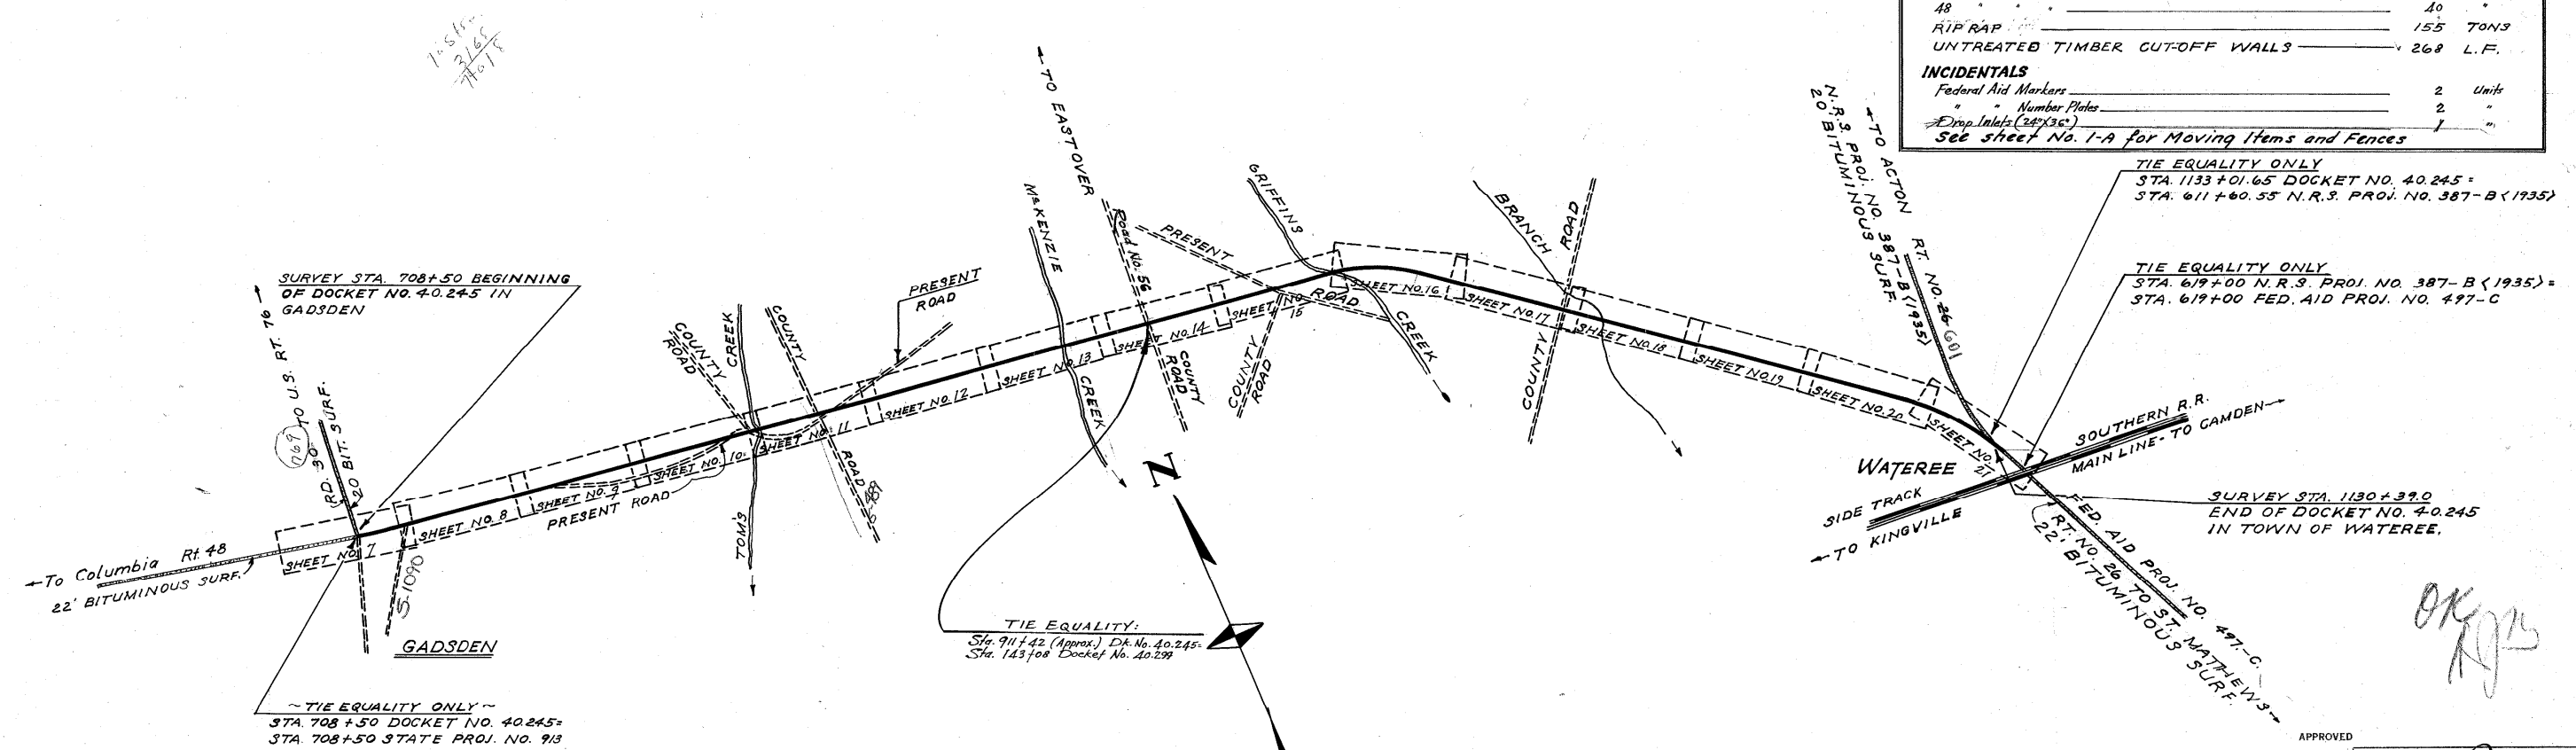 48 " " " 40 "
RIP RAP 155 TONS
UNTREATED TIMBER CUT-OFF WALLS 268 L.F.
INCIDENTALS
Federal Aid Markers 2 Units
" " Number Plates 2 "
Drop Inlets (24"X36") 1 "
See sheet No. 1-A for Moving Items and Fences
TIE EQUALITY ONLY
STA. 1133+01.65 DOCKET NO. 40.245=
STA. 611+60.55 N.R.S. PROJ. NO. 387-B (1935)
TIE EQUALITY ONLY
STA. 619+00 N.R.S. PROJ. NO. 387-B (1935)=
STA. 619+00 FED. AID PROJ. NO. 497-C
←TO ACTON RT. NO. 26 601
N.R.S. PROJ. NO. 387-B (1935)
20' BITUMINOUS SURF.
←TO EASTOVER
Road No. 56
MCKENZIE
CREEK
GRIFFINS
CREEK
BRANCH
COUNTY ROAD
PRESENT ROAD
SURVEY STA. 708+50 BEGINNING
OF DOCKET NO. 40.245 IN
GADSDEN
PRESENT
ROAD
COUNTY
ROAD
CREEK
TOM'S
COUNTY
ROAD
S-489
COUNTY
ROAD
COUNTY
ROAD
TO U.S. RT. 76→
769
RD. 30
20 BIT. SURF.
SHEET NO. 7
SHEET NO. 8
SHEET NO. 9
SHEET NO. 10
SHEET NO. 11
SHEET NO. 12
SHEET NO. 13
SHEET NO. 14
SHEET NO. 15
SHEET NO. 16
SHEET NO. 17
SHEET NO. 18
SHEET NO. 19
SHEET NO. 20
SHEET NO. 21
PRESENT ROAD
←To Columbia Rt. 48
22' BITUMINOUS SURF.
S-1090
GADSDEN
N
WATEREE
SOUTHERN R.R.
MAIN LINE-TO CAMDEN→
SIDE TRACK
←TO KINGVILLE
SURVEY STA. 1130+39.0
END OF DOCKET NO. 40.245
IN TOWN OF WATEREE.
FED. AID PROJ. NO. 497-C.
RT. NO. 26 TO ST. MATTHEWS→
22' BITUMINOUS SURF.
TIE EQUALITY:
Sta. 911+42 (Approx.) Dk. No. 40.245=
Sta. 143+08 Docket No. 40.299
~TIE EQUALITY ONLY~
STA. 708+50 DOCKET NO. 40.245=
STA. 708+50 STATE PROJ. NO. 913
OK
APPROVED